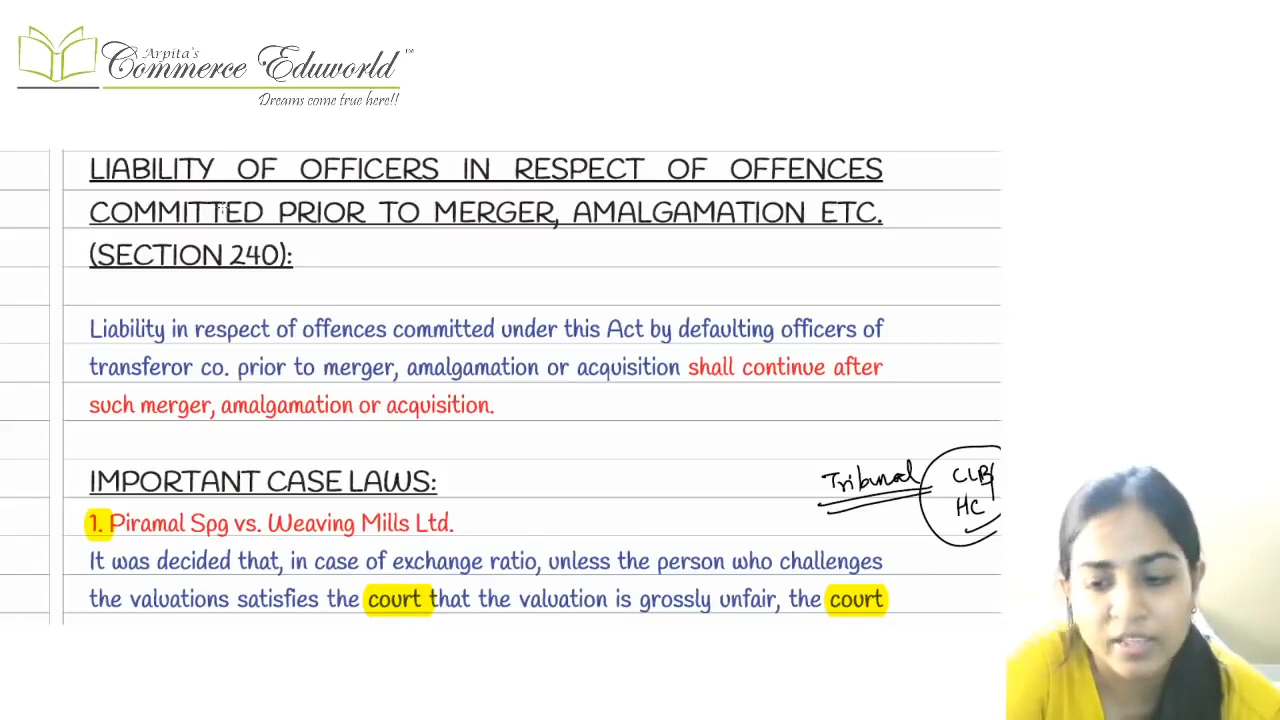 Arpita's
Commerce Eduworld™
Dreams come true here!!
LIABILITY OF OFFICERS IN RESPECT OF OFFENCES
COMMITTED PRIOR TO MERGER, AMALGAMATION ETC.
(SECTION 240):
Liability in respect of offences committed under this Act by defaulting officers of
transferor co. prior to merger, amalgamation or acquisition shall continue after
such merger, amalgamation or acquisition.
IMPORTANT CASE LAWS:
Tribunal
CLB/
HC
1. Piramal Spg vs. Weaving Mills Ltd.
It was decided that, in case of exchange ratio, unless the person who challenges
the valuations satisfies the court that the valuation is grossly unfair, the court